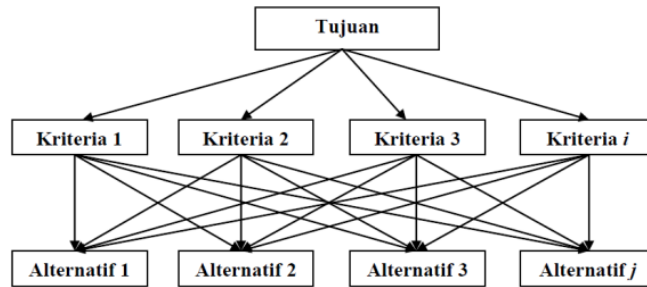 Tujuan
Kriteria 1
Kriteria 2
Kriteria 3
Kriteria i
Alternatif 1
Alternatif 2
Alternatif 3
Alternatif j